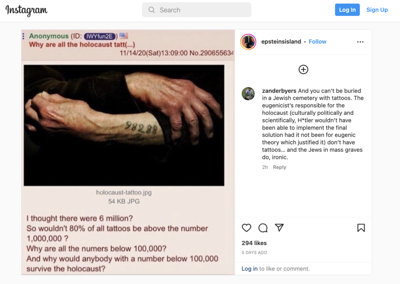 Instagram
Search
Log In
Sign Up
Anonymous (ID: IWYfun2E)
Why are all the holocaust tatt(...)
11/14/20(Sat)13:09:00 No.290655634
holocaust-tattoo.jpg
54 KB JPG
I thought there were 6 million?
So wouldn't 80% of all tattoos be above the number
1,000,000 ?
Why are all the numers below 100,000?
And why would anybody with a number below 100,000
survive the holocaust?
epsteinsisland • Follow
zanderbyers And you can't be buried
in a Jewish cemetery with tattoos. The
eugenicist's responsible for the
holocaust (culturally politically and
scientifically, H*tler wouldn't have
been able to implement the final
solution had it not been for eugenic
theory which justified it) don't have
tattoos... and the Jews in mass graves
do, ironic.
2h Reply
294 likes
5 DAYS AGO
Log in to like or comment.